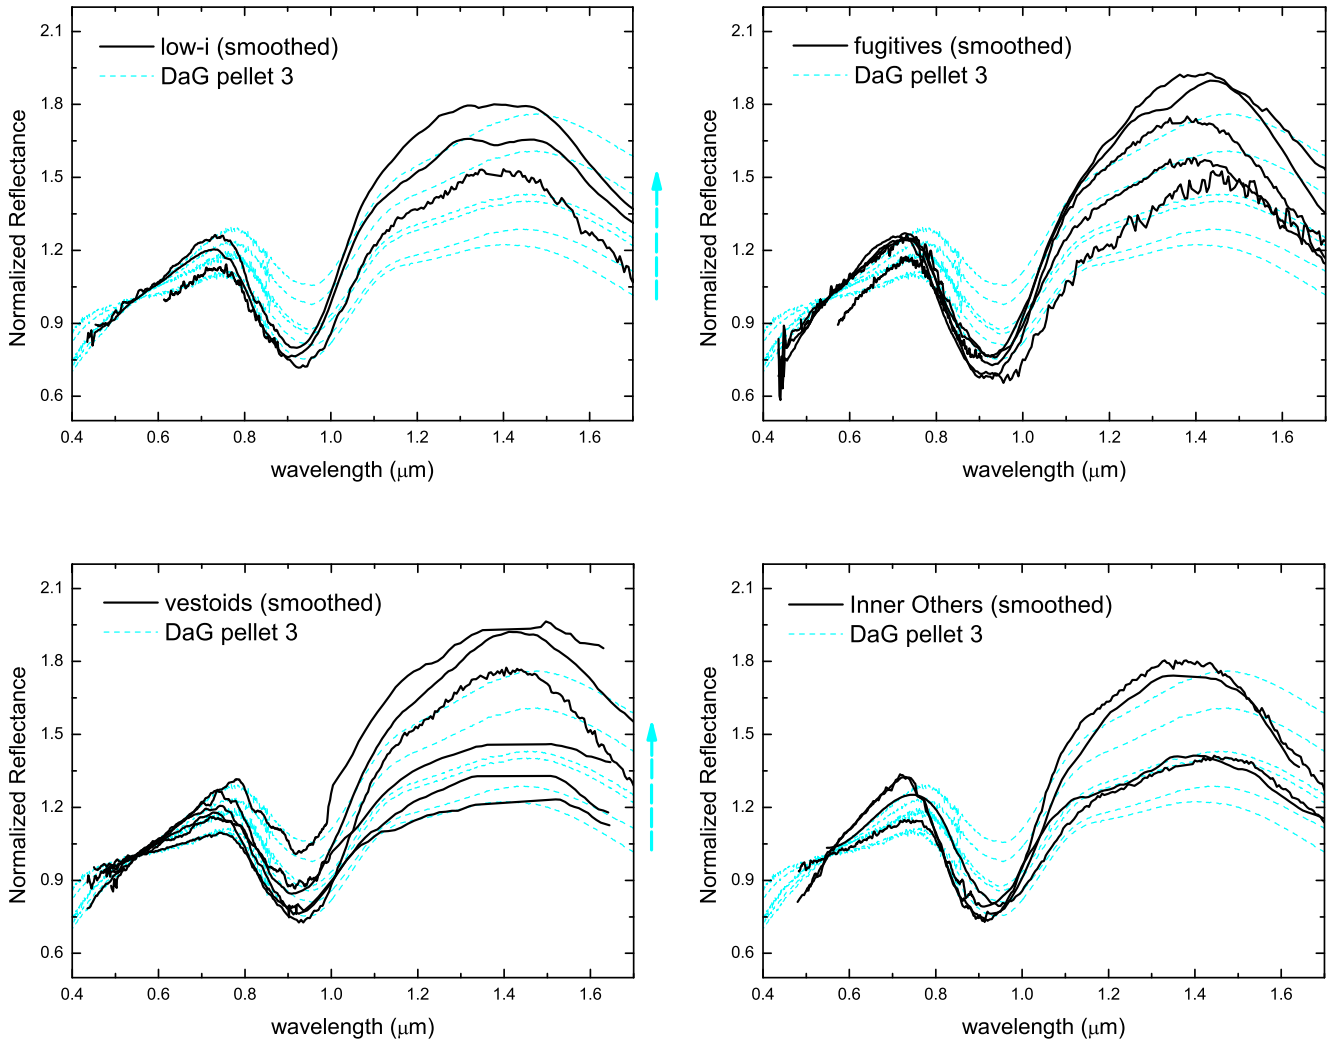 low-i (smoothed)
DaG pellet 3
Normalized Reflectance
2.1
1.8
1.5
1.2
0.9
0.6
0.4 0.6 0.8 1.0 1.2 1.4 1.6
wavelength (μm)
fugitives (smoothed)
DaG pellet 3
Normalized Reflectance
2.1
1.8
1.5
1.2
0.9
0.6
0.4 0.6 0.8 1.0 1.2 1.4 1.6
wavelength (μm)
vestoids (smoothed)
DaG pellet 3
Normalized Reflectance
2.1
1.8
1.5
1.2
0.9
0.6
0.4 0.6 0.8 1.0 1.2 1.4 1.6
wavelength (μm)
Inner Others (smoothed)
DaG pellet 3
Normalized Reflectance
2.1
1.8
1.5
1.2
0.9
0.6
0.4 0.6 0.8 1.0 1.2 1.4 1.6
wavelength (μm)